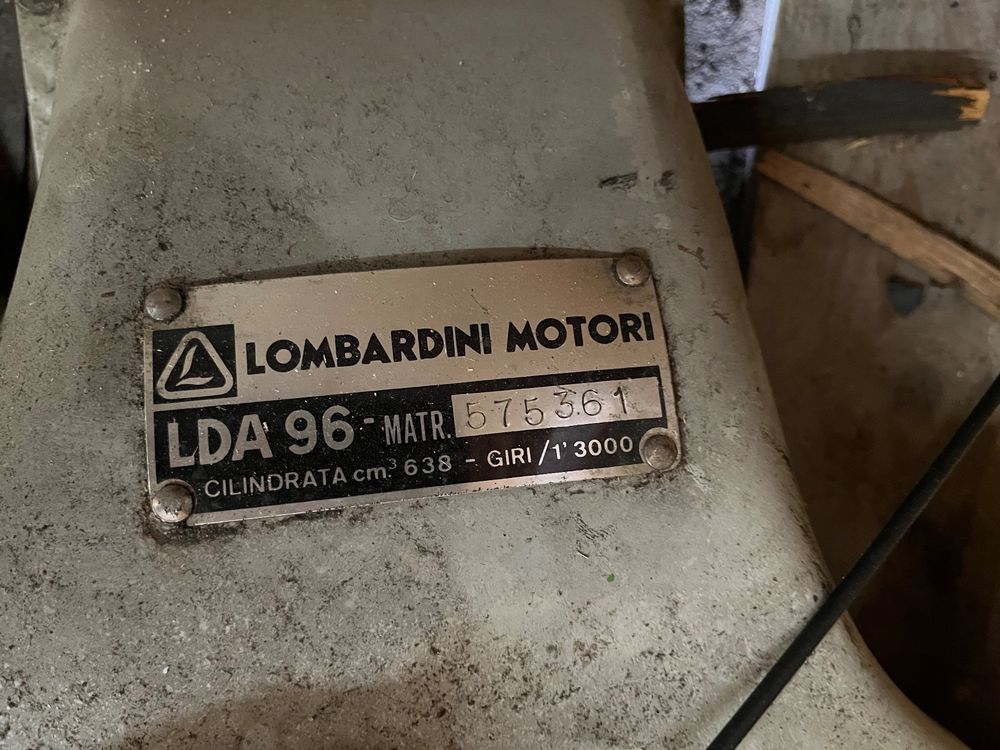 LOMBARDINI MOTORI
LDA 96 - MATR. 575361
CILINDRATA cm³ 638 - GIRI/1' 3000